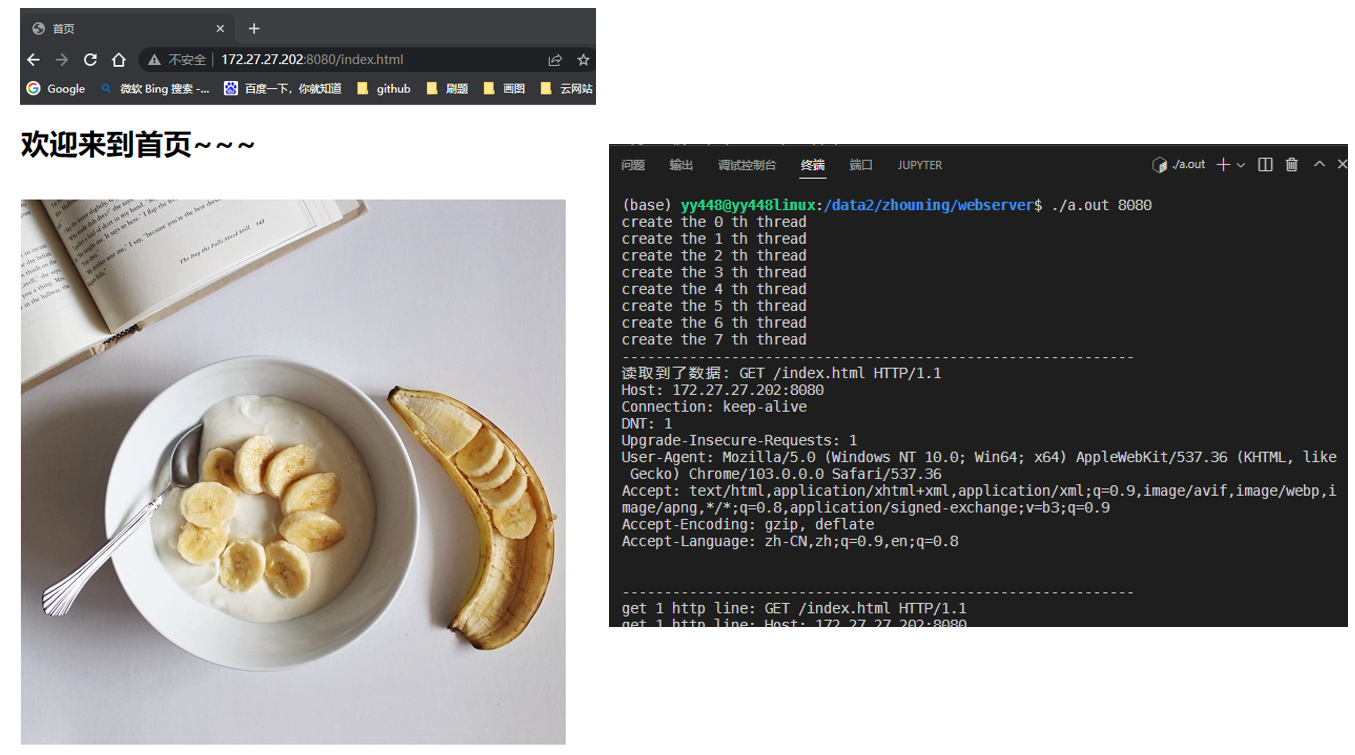 首页
不安全 | 172.27.27.202:8080/index.html
Google 微软 Bing 搜索 -... 百度一下，你就知道 github 刷题 画图 云网站
欢迎来到首页~~~
143
The Day the Falls Stood Still
问题 输出 调试控制台 终端 端口 JUPYTER ./a.out
(base) yy448@yy448linux:/data2/zhouning/webserver$ ./a.out 8080
create the 0 th thread
create the 1 th thread
create the 2 th thread
create the 3 th thread
create the 4 th thread
create the 5 th thread
create the 6 th thread
create the 7 th thread
-------------------------------------------------------------
读取到了数据: GET /index.html HTTP/1.1
Host: 172.27.27.202:8080
Connection: keep-alive
DNT: 1
Upgrade-Insecure-Requests: 1
User-Agent: Mozilla/5.0 (Windows NT 10.0; Win64; x64) AppleWebKit/537.36 (KHTML, like
Gecko) Chrome/103.0.0.0 Safari/537.36
Accept: text/html,application/xhtml+xml,application/xml;q=0.9,image/avif,image/webp,i
mage/apng,*/*;q=0.8,application/signed-exchange;v=b3;q=0.9
Accept-Encoding: gzip, deflate
Accept-Language: zh-CN,zh;q=0.9,en;q=0.8
-------------------------------------------------------------
get 1 http line: GET /index.html HTTP/1.1
get 1 http line: Host: 172.27.27.202:8080